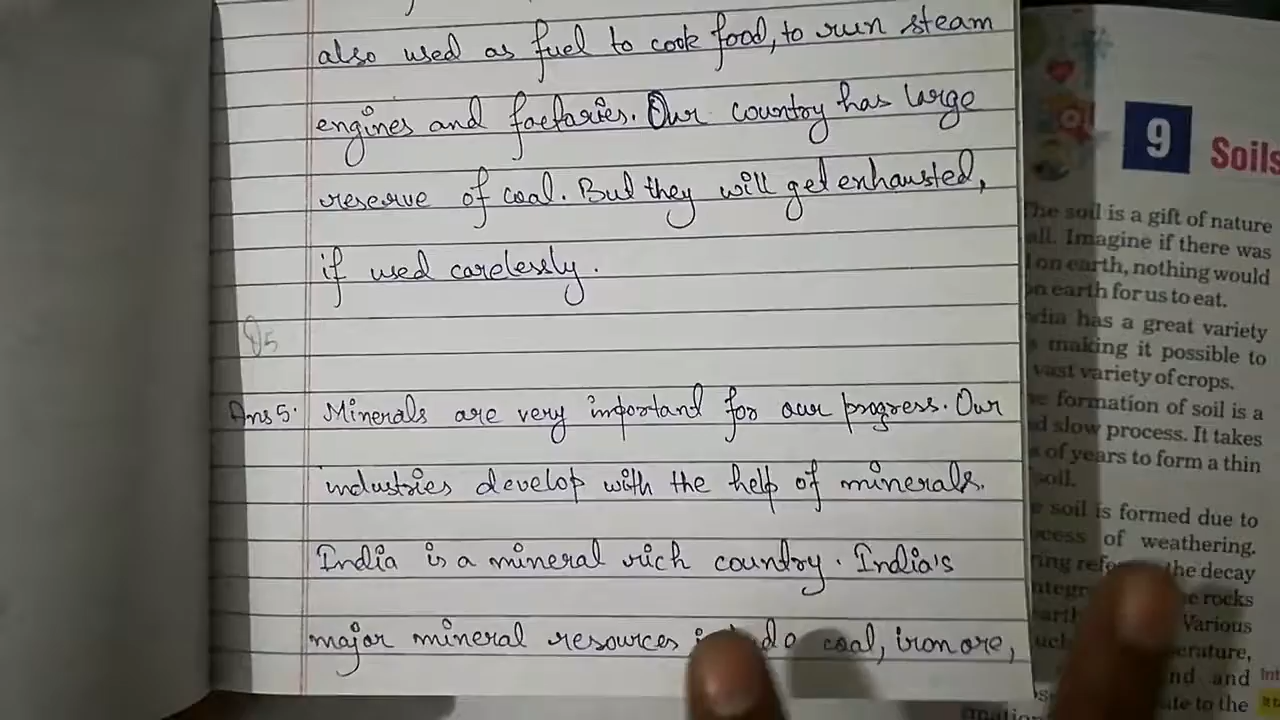 also used as fuel to cook food, to run steam
engines and factories. Our country has large
reserve of coal. But they will get exhausted,
if used carelessly.
Q5
Ans 5. Minerals are very important for our progress. Our
industries develop with the help of minerals.
India is a mineral rich country. India's
major mineral resources coal, iron ore,
9 Soils
The soil is a gift of nature
all. Imagine if there was
on earth, nothing would
on earth for us to eat.
India has a great variety
making it possible to
vast variety of crops.
formation of soil is a
slow process. It takes
of years to form a thin
soil.
soil is formed due to
of weathering.
the decay
rocks
Various
and
to the